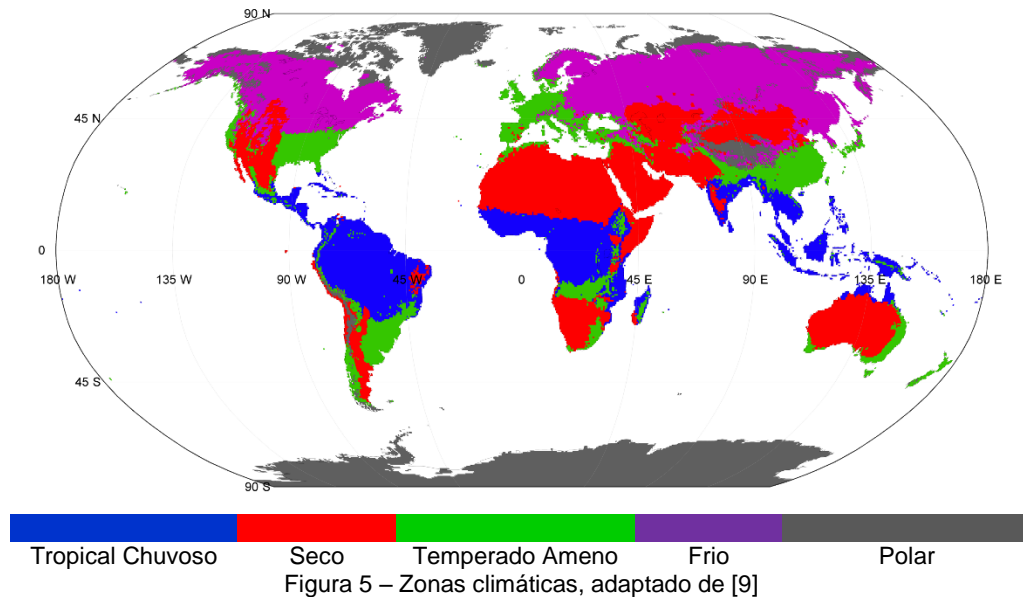 90 N
45 N
0
180 W
135 W
90 W
45 W
0
45 E
90 E
135 E
180 E
45 S
90 S
Tropical Chuvoso
Seco
Temperado Ameno
Frio
Polar
Figura 5 – Zonas climáticas, adaptado de [9]